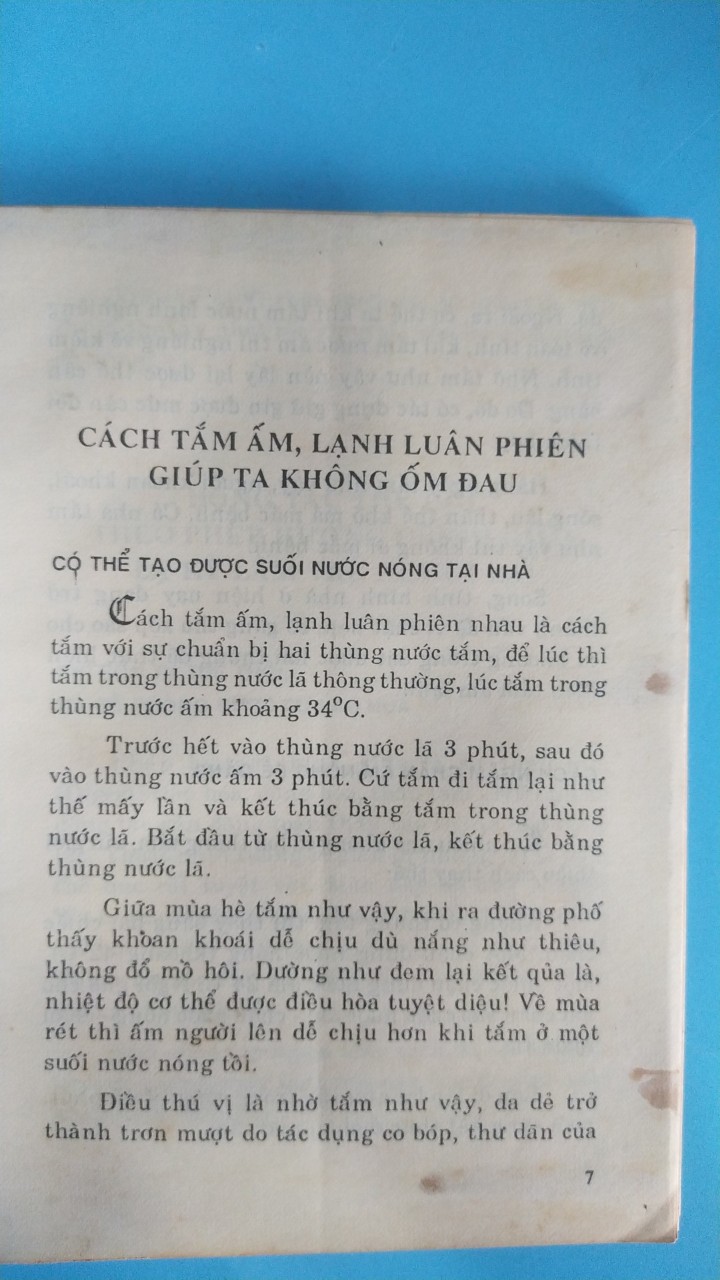 CÁCH TẮM ẤM, LẠNH LUÂN PHIÊN
GIÚP TA KHÔNG ỐM ĐAU
CÓ THỂ TẠO ĐƯỢC SUỐI NƯỚC NÓNG TẠI NHÀ
Cách tắm ấm, lạnh luân phiên nhau là cách
tắm với sự chuẩn bị hai thùng nước tắm, để lúc thì
tắm trong thùng nước lã thông thường, lúc tắm trong
thùng nước ấm khoảng 34°C.
Trước hết vào thùng nước lã 3 phút, sau đó
vào thùng nước ấm 3 phút. Cứ tắm đi tắm lại như
thế mấy lần và kết thúc bằng tắm trong thùng
nước lã. Bắt đầu từ thùng nước lã, kết thúc bằng
thùng nước lã.
Giữa mùa hè tắm như vậy, khi ra đường phố
thấy khoan khoái dễ chịu dù nắng như thiêu,
không đổ mồ hôi. Dường như đem lại kết qủa là,
nhiệt độ cơ thể được điều hòa tuyệt diệu! Về mùa
rét thì ấm người lên dễ chịu hơn khi tắm ở một
suối nước nóng tồi.
Điều thú vị là nhờ tắm như vậy, da dẻ trở
thành trơn mượt do tác dụng co bóp, thư dãn của
7